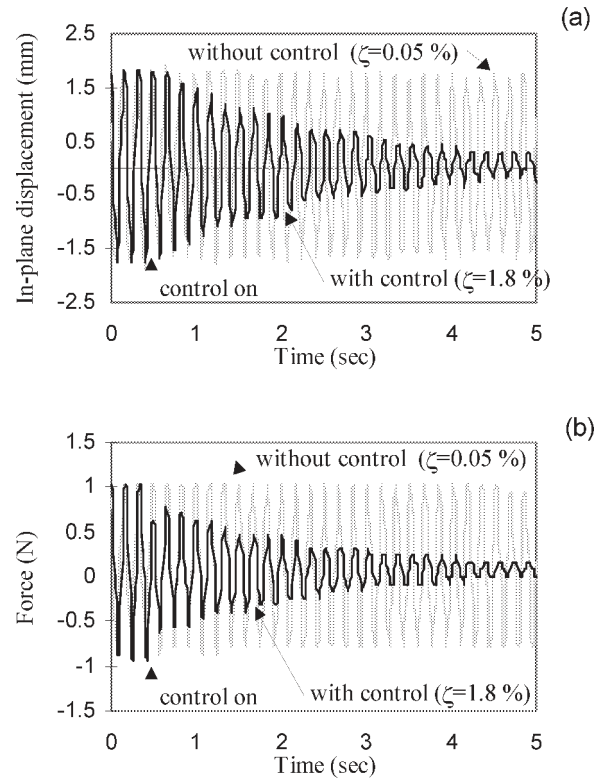 (a)
2.5
1.5
0.5
-0.5
-1.5
-2.5
In-plane displacement (mm)
without control (ζ=0.05 %)
with control (ζ=1.8 %)
control on
0 1 2 3 4 5
Time (sec)
(b)
1.5
1
0.5
0
-0.5
-1
-1.5
Force (N)
without control (ζ=0.05 %)
control on
with control (ζ=1.8 %)
0 1 2 3 4 5
Time (sec)